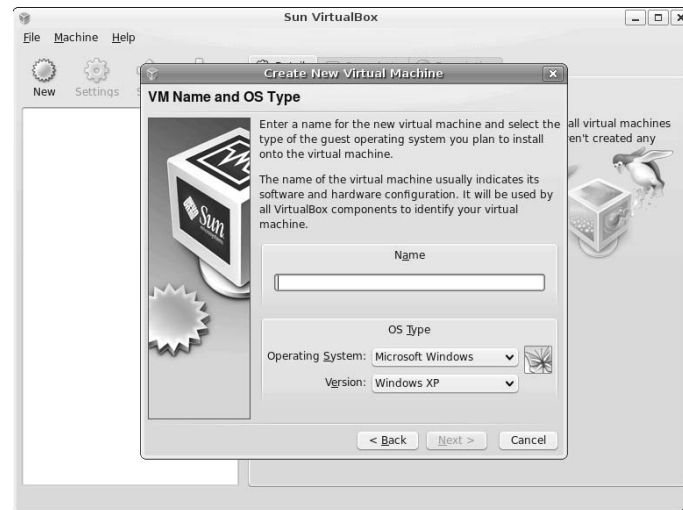 Sun VirtualBox
File Machine Help
New Settings
Create New Virtual Machine
VM Name and OS Type
Enter a name for the new virtual machine and select the
type of the guest operating system you plan to install
onto the virtual machine.
The name of the virtual machine usually indicates its
software and hardware configuration. It will be used by
all VirtualBox components to identify your virtual
machine.
all virtual machines
en't created any
Sun
Name
OS Type
Operating System: Microsoft Windows
Version: Windows XP
< Back Next > Cancel